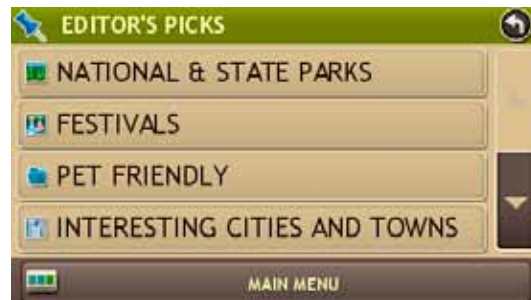 EDITOR'S PICKS
NATIONAL & STATE PARKS
FESTIVALS
PET FRIENDLY
INTERESTING CITIES AND TOWNS
MAIN MENU